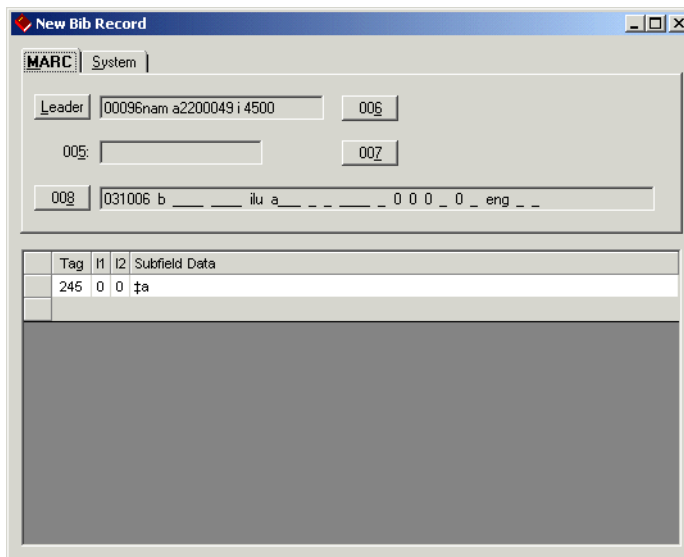 New Bib Record
MARC System
Leader 00096nam a2200049 i 4500 006
005: 007
008 031006 b ____ ____ ilu a___ _ _ ____ _ 0 0 0 _ 0 _ eng _ _
Tag I1 I2 Subfield Data
245 0 0 ‡a